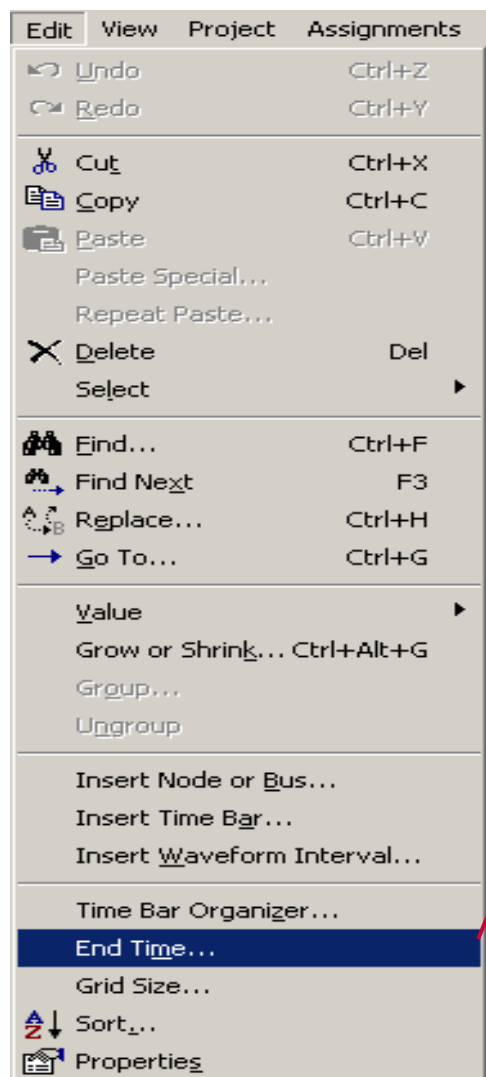 Edit View Project Assignments
Undo Ctrl+Z
Redo Ctrl+Y
Cut Ctrl+X
Copy Ctrl+C
Paste Ctrl+V
Paste Special...
Repeat Paste...
Delete Del
Select
Find... Ctrl+F
Find Next F3
Replace... Ctrl+H
Go To... Ctrl+G
Value
Grow or Shrink... Ctrl+Alt+G
Group...
Ungroup
Insert Node or Bus...
Insert Time Bar...
Insert Waveform Interval...
Time Bar Organizer...
End Time...
Grid Size...
Sort...
Properties